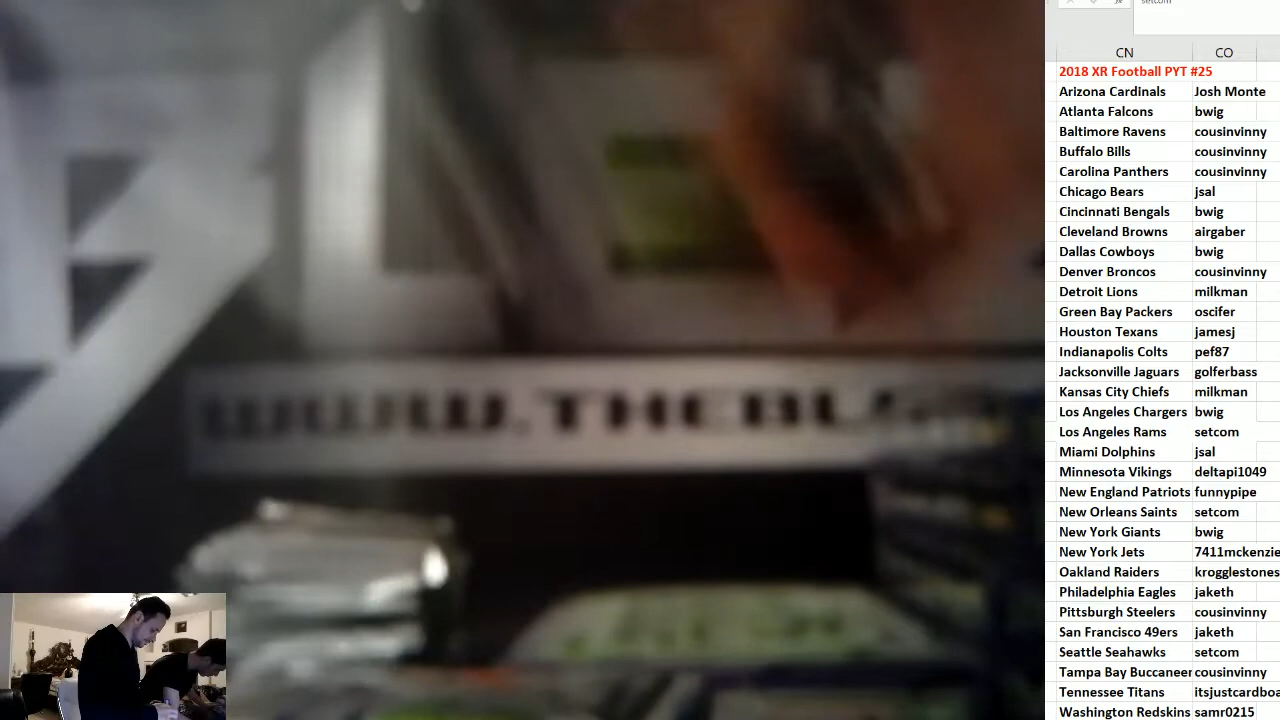 setcom
CN CO
2018 XR Football PYT #25
Arizona Cardinals Josh Monte
Atlanta Falcons bwig
Baltimore Ravens cousinvinny
Buffalo Bills cousinvinny
Carolina Panthers cousinvinny
Chicago Bears jsal
Cincinnati Bengals bwig
Cleveland Browns airgaber
Dallas Cowboys bwig
Denver Broncos cousinvinny
Detroit Lions milkman
Green Bay Packers oscifer
Houston Texans jamesj
Indianapolis Colts pef87
Jacksonville Jaguars golferbass
Kansas City Chiefs milkman
Los Angeles Chargers bwig
Los Angeles Rams setcom
Miami Dolphins jsal
Minnesota Vikings deltapi1049
New England Patriots funnypipe
New Orleans Saints setcom
New York Giants bwig
New York Jets 7411mckenzie
Oakland Raiders krogglestones
Philadelphia Eagles jaketh
Pittsburgh Steelers cousinvinny
San Francisco 49ers jaketh
Seattle Seahawks setcom
Tampa Bay Buccaneer cousinvinny
Tennessee Titans itsjustcardboa
Washington Redskins samr0215
WWW.THEBU